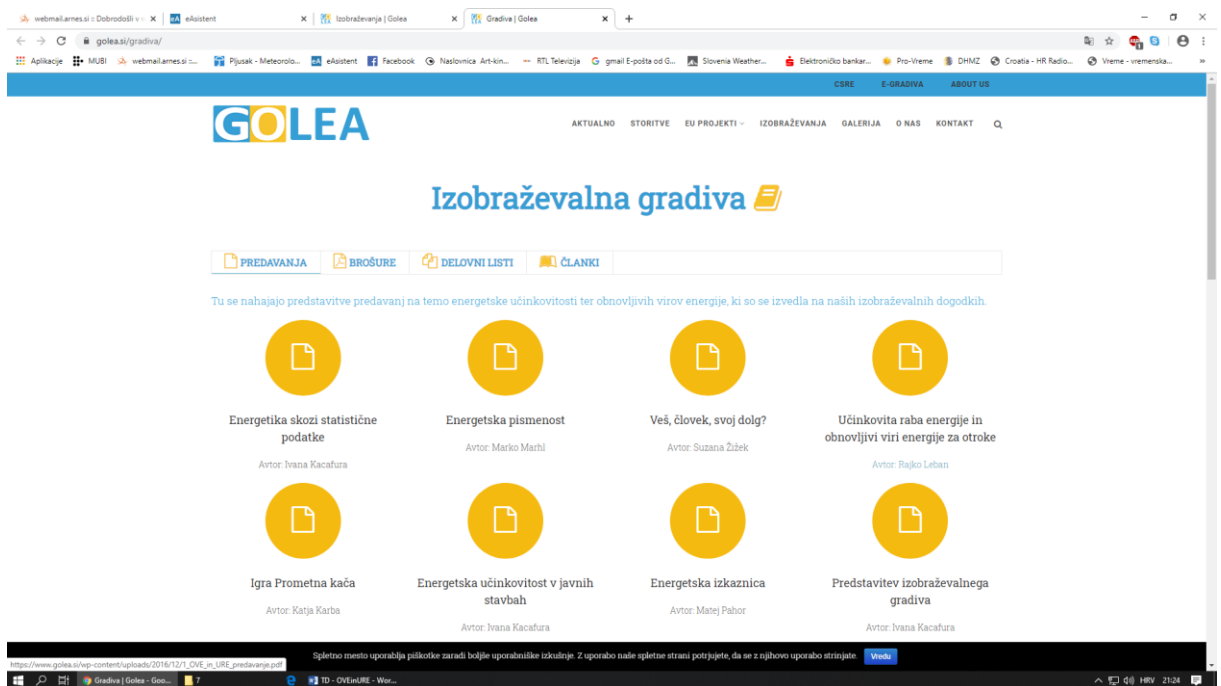 webmail.arnes.si :: Dobrodošli v
eAsistent
Izobraževanja | Golea
Gradiva | Golea
golea.si/gradiva/
Aplikacije
MUBI
webmail.arnes.si ::...
Pljusak - Meteorolo...
eAsistent
Facebook
Naslovnica Art-kin...
RTL Televizija
gmail E-pošta od G...
Slovenia Weather...
Elektroničko bankar...
Pro-Vreme
DHMZ
Croatia - HR Radio...
Vreme - vremenska...
CSRE E-GRADIVA ABOUT US
GOLEA
AKTUALNO STORITVE EU PROJEKTI IZOBRAŽEVANJA GALERIJA O NAS KONTAKT
Izobraževalna gradiva
PREDAVANJA BROŠURE DELOVNI LISTI ČLANKI
Tu se nahajajo predstavitve predavanj na temo energetske učinkovitosti ter obnovljivih virov energije, ki so se izvedla na naših izobraževalnih dogodkih.
Energetika skozi statistične
podatke
Avtor: Ivana Kacafura
Energetska pismenost
Avtor: Marko Marhl
Veš, človek, svoj dolg?
Avtor: Suzana Žižek
Učinkovita raba energije in
obnovljivi viri energije za otroke
Avtor: Rajko Leban
Igra Prometna kača
Avtor: Katja Karba
Energetska učinkovitost v javnih
stavbah
Avtor: Ivana Kacafura
Energetska izkaznica
Avtor: Matej Pahor
Predstavitev izobraževalnega
gradiva
Avtor: Ivana Kacafura
Spletno mesto uporablja piškotke zaradi boljše uporabniške izkušnje. Z uporabo naše spletne strani potrjujete, da se z njihovo uporabo strinjate. Vredu
https://www.golea.si/wp-content/uploads/2016/12/1_OVE_in_URE_predavanje.pdf
Gradiva | Golea - Goo...
7
TD - OVEinURE - Wor...
HRV 21:24